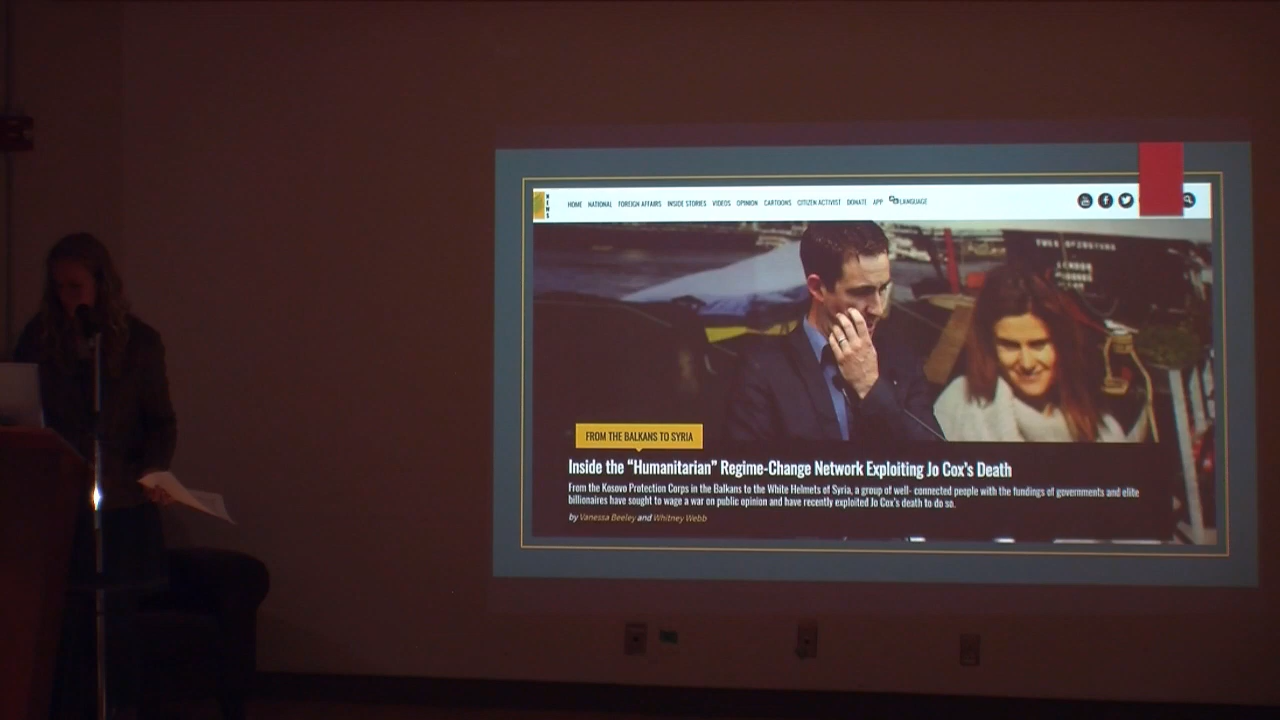 NEWS
HOME NATIONAL FOREIGN AFFAIRS INSIDE STORIES VIDEOS OPINION CARTOONS CITIZEN ACTIVIST DONATE APP LANGUAGE
FROM THE BALKANS TO SYRIA
Inside the “Humanitarian” Regime-Change Network Exploiting Jo Cox’s Death
From the Kosovo Protection Corps in the Balkans to the White Helmets of Syria, a group of well- connected people with the fundings of governments and elite
billionaires have sought to wage a war on public opinion and have recently exploited Jo Cox’s death to do so.
by Vanessa Beeley and Whitney Webb